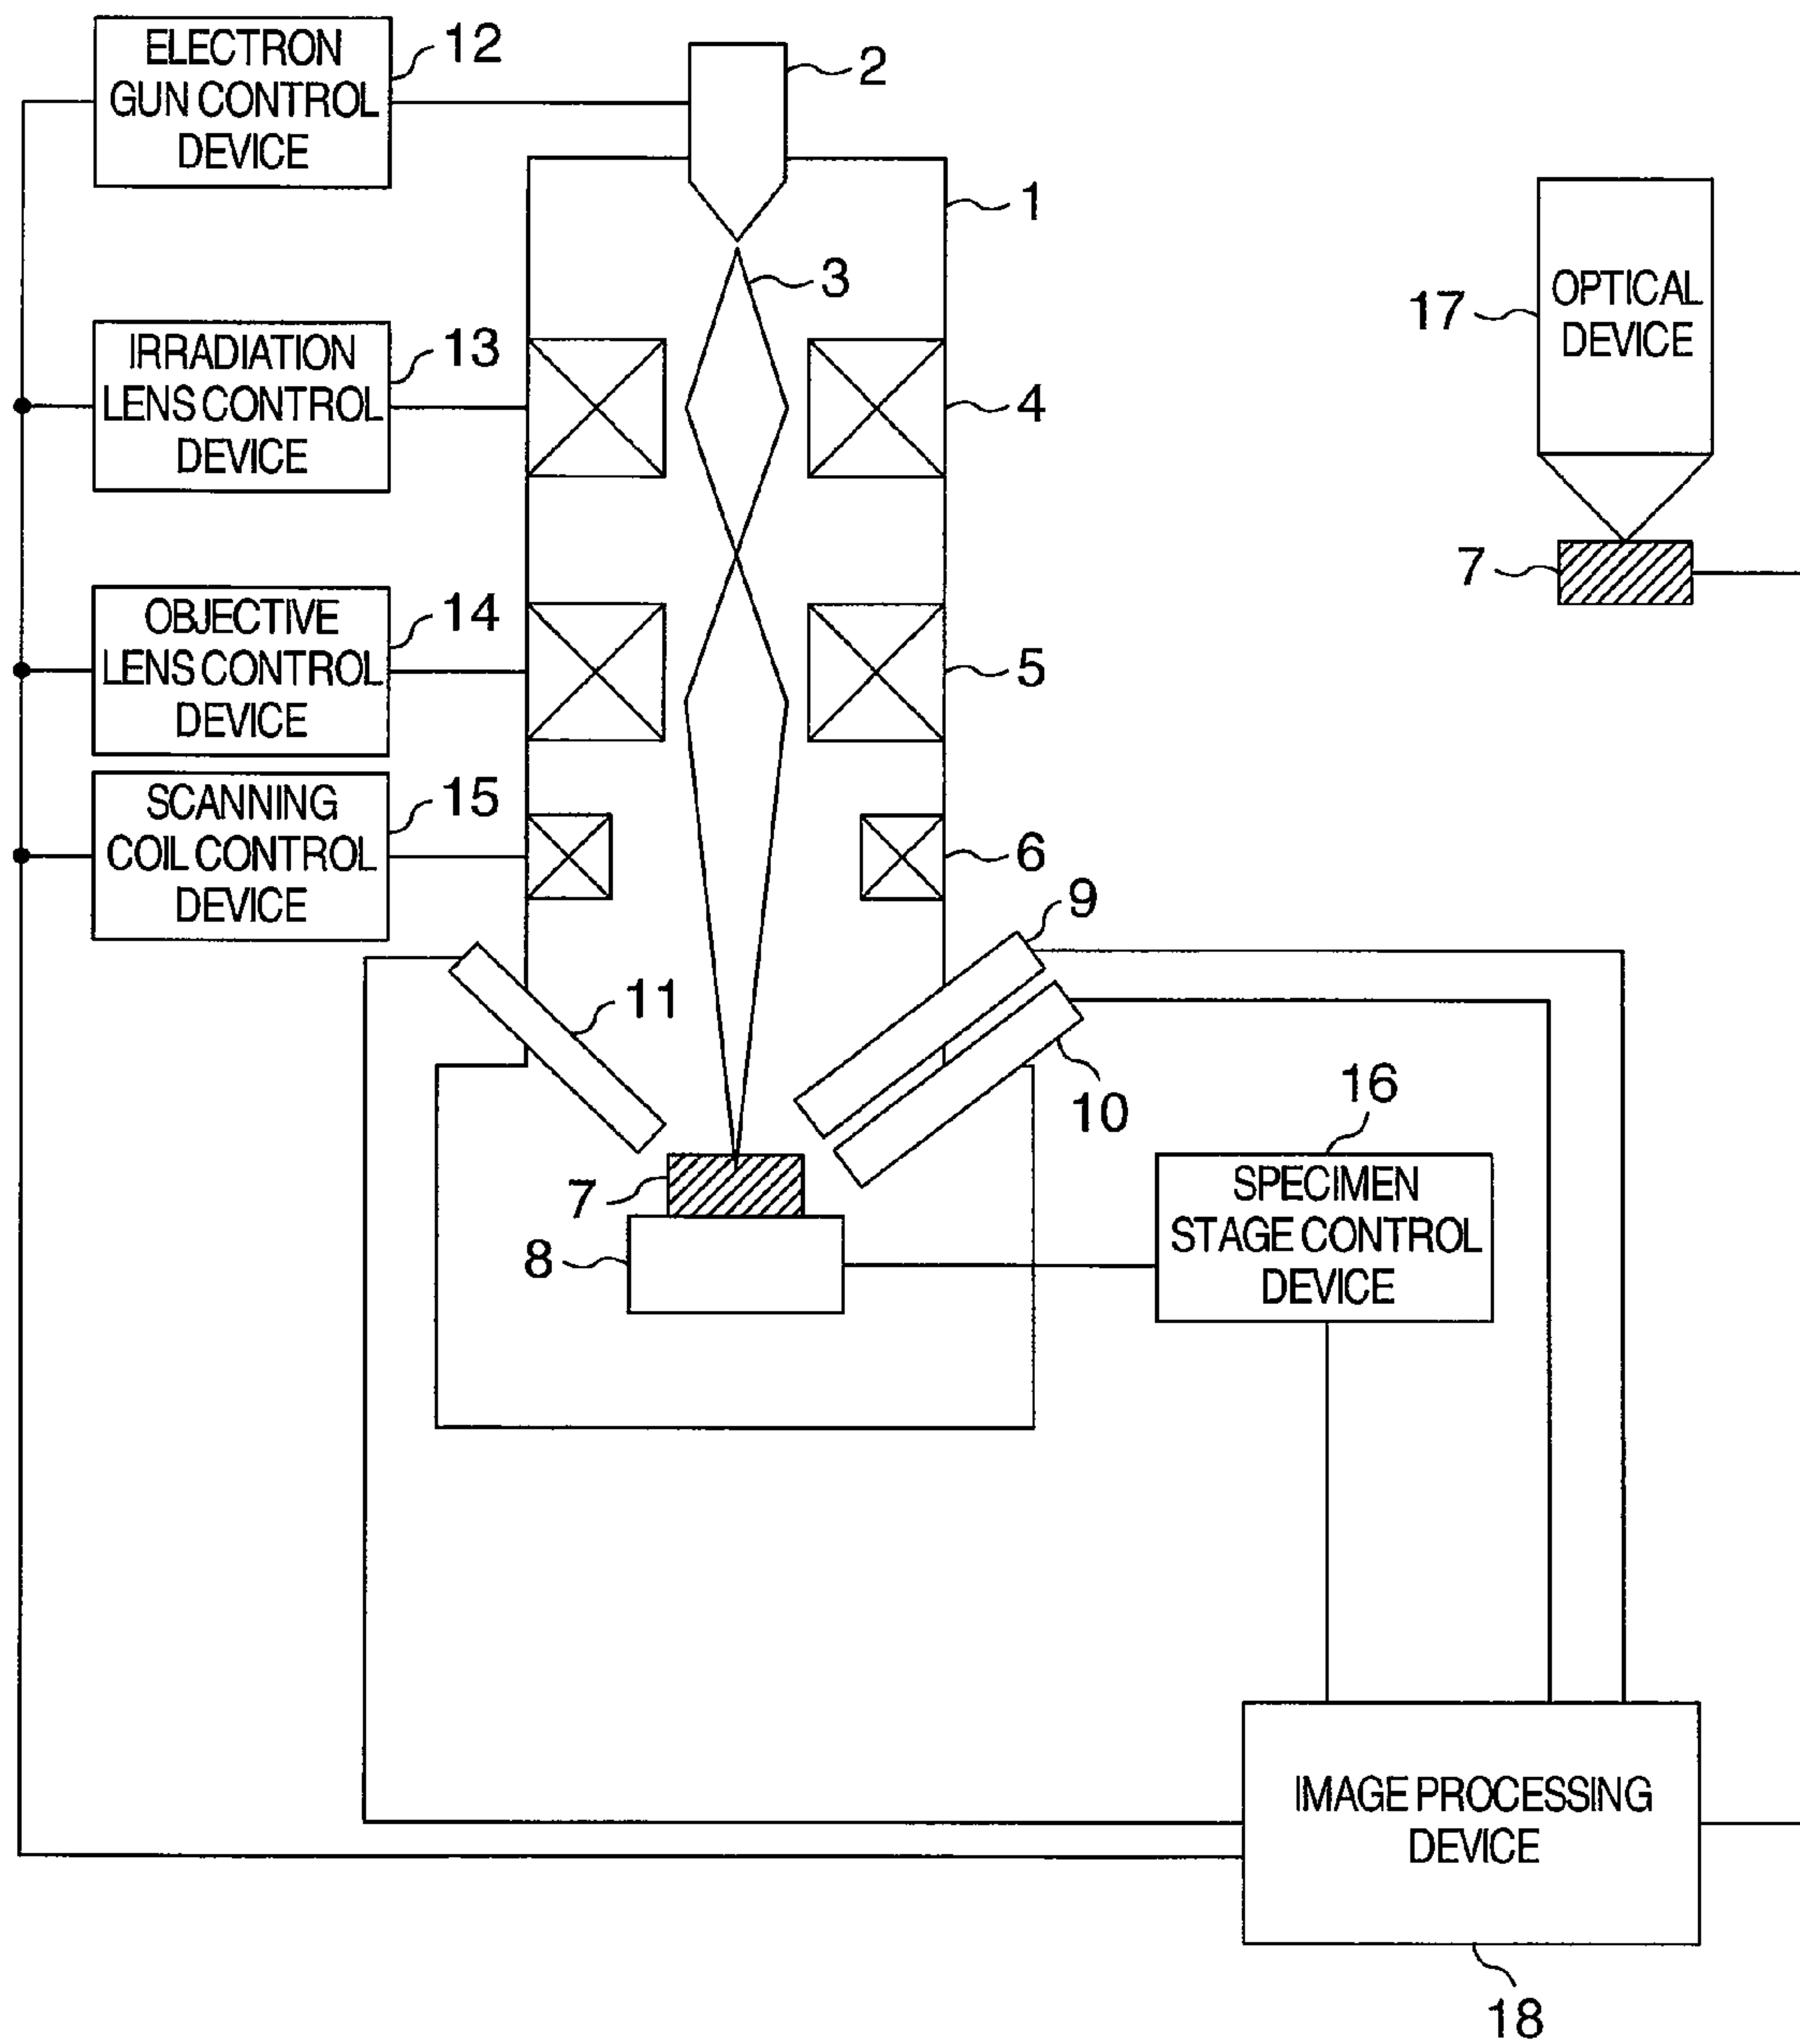 ELECTRON
GUN CONTROL
DEVICE
12
2
1
3
IRRADIATION
LENS CONTROL
DEVICE
13
4
OPTICAL
DEVICE
17
7
OBJECTIVE
LENS CONTROL
DEVICE
14
5
SCANNING
COIL CONTROL
DEVICE
15
6
9
11
10
16
7
8
SPECIMEN
STAGE CONTROL
DEVICE
IMAGE PROCESSING
DEVICE
18